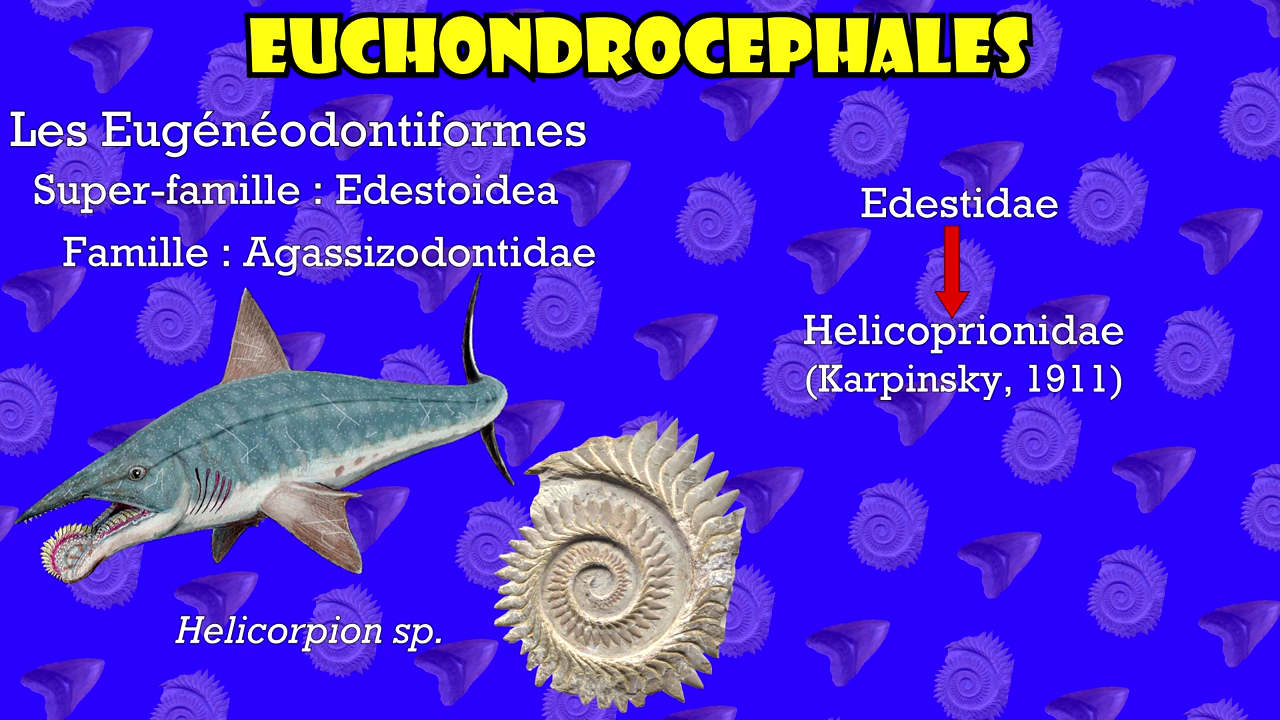 EUCHONDROCEPHALES
Les Eugénéodontiformes
Super-famille : Edestoidea
Famille : Agassizodontidae
Edestidae
Helicoprionidae
(Karpinsky, 1911)
Helicorpion sp.